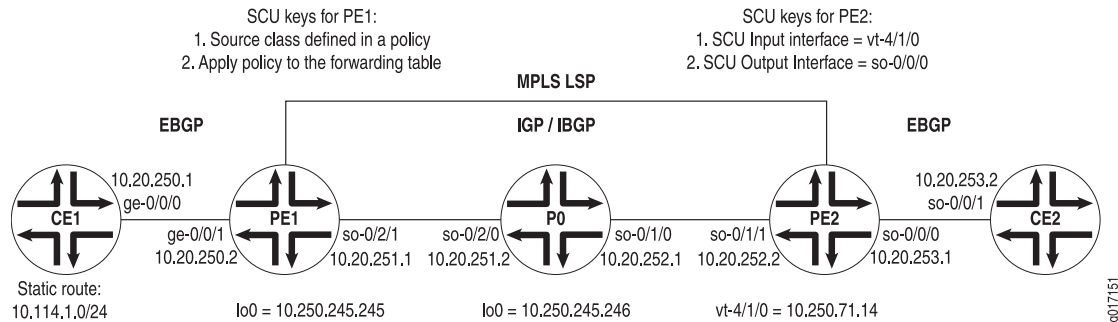 SCU keys for PE1:
1. Source class defined in a policy
2. Apply policy to the forwarding table
SCU keys for PE2:
1. SCU Input interface = vt-4/1/0
2. SCU Output Interface = so-0/0/0
MPLS LSP
EBGP
IGP / IBGP
EBGP
CE1
10.20.250.1
ge-0/0/0
ge-0/0/1
10.20.250.2
PE1
so-0/2/1
10.20.251.1
so-0/2/0
10.20.251.2
P0
so-0/1/0
10.20.252.1
so-0/1/1
10.20.252.2
PE2
so-0/0/0
10.20.253.1
10.20.253.2
so-0/0/1
CE2
Static route:
10.114.1.0/24
lo0 = 10.250.245.245
lo0 = 10.250.245.246
vt-4/1/0 = 10.250.71.14
g017151